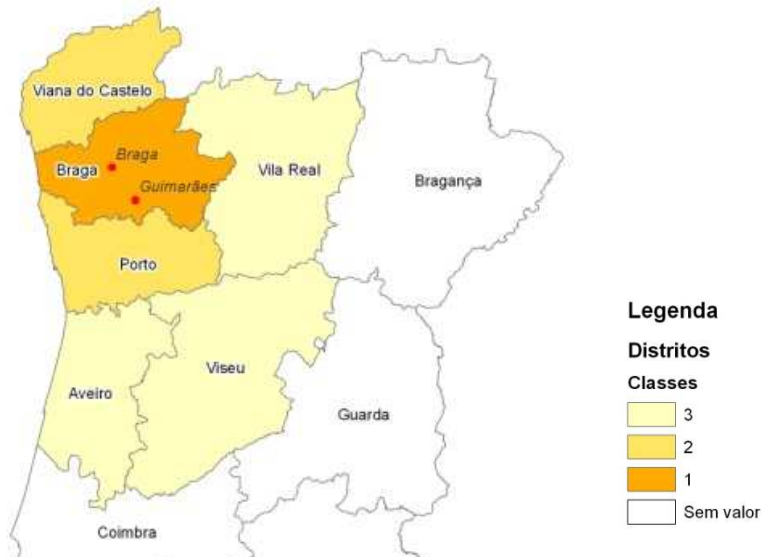 Viana do Castelo
Braga
Braga
Guimarães
Vila Real
Bragança
Porto
Aveiro
Viseu
Guarda
Coimbra
Legenda
Distritos
Classes
3
2
1
Sem valor